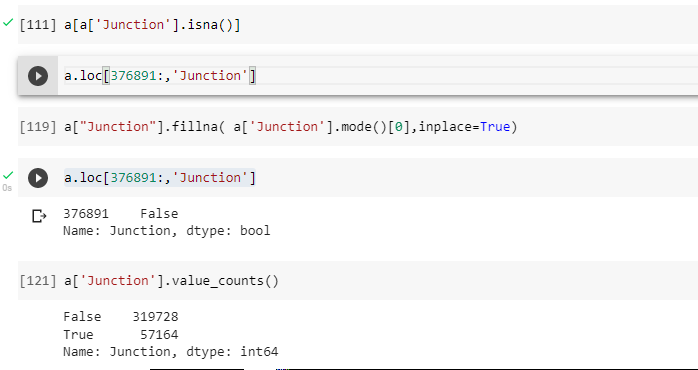 [111] a[a['Junction'].isna()]
a.loc[376891:,'Junction']
[119] a["Junction"].fillna( a['Junction'].mode()[0],inplace=True)
a.loc[376891:,'Junction']
0s
376891    False
Name: Junction, dtype: bool
[121] a['Junction'].value_counts()
False    319728
True      57164
Name: Junction, dtype: int64